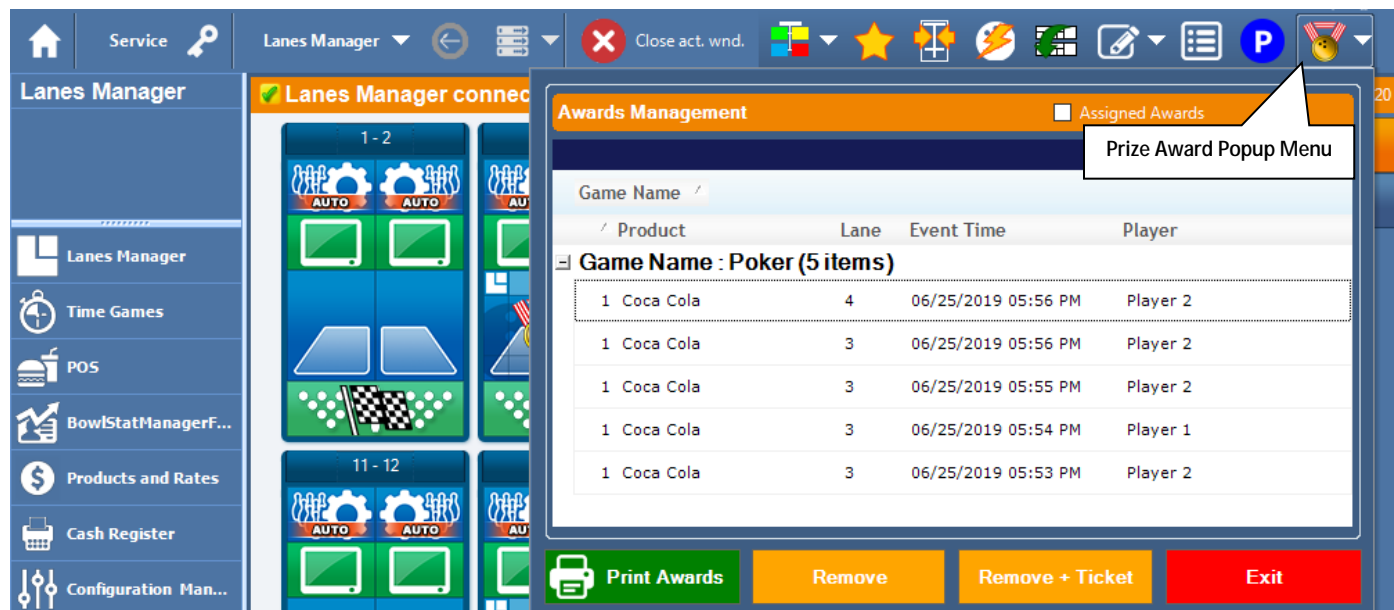 Service
Lanes Manager
Close act. wnd.
P
Lanes Manager
Lanes Manager connec
20
Awards Management
Assigned Awards
Prize Award Popup Menu
1 - 2
AUTO AUTO AU
Game Name
Product Lane Event Time Player
Game Name : Poker (5 items)
1 Coca Cola 4 06/25/2019 05:56 PM Player 2
1 Coca Cola 3 06/25/2019 05:56 PM Player 2
1 Coca Cola 3 06/25/2019 05:55 PM Player 2
1 Coca Cola 3 06/25/2019 05:54 PM Player 1
1 Coca Cola 3 06/25/2019 05:53 PM Player 2
Lanes Manager
Time Games
POS
BowlStatManagerF...
Products and Rates
Cash Register
Configuration Man...
11 - 12
AUTO AUTO AU
Print Awards
Remove
Remove + Ticket
Exit